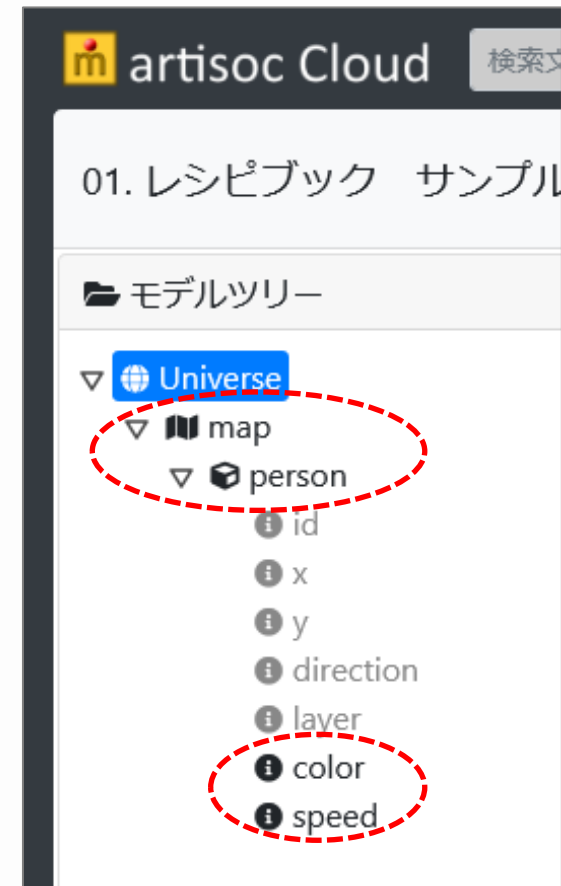 artisoc Cloud 検索文
01. レシピブック　サンプル
モデルツリー
Universe
map
person
id
x
y
direction
layer
color
speed